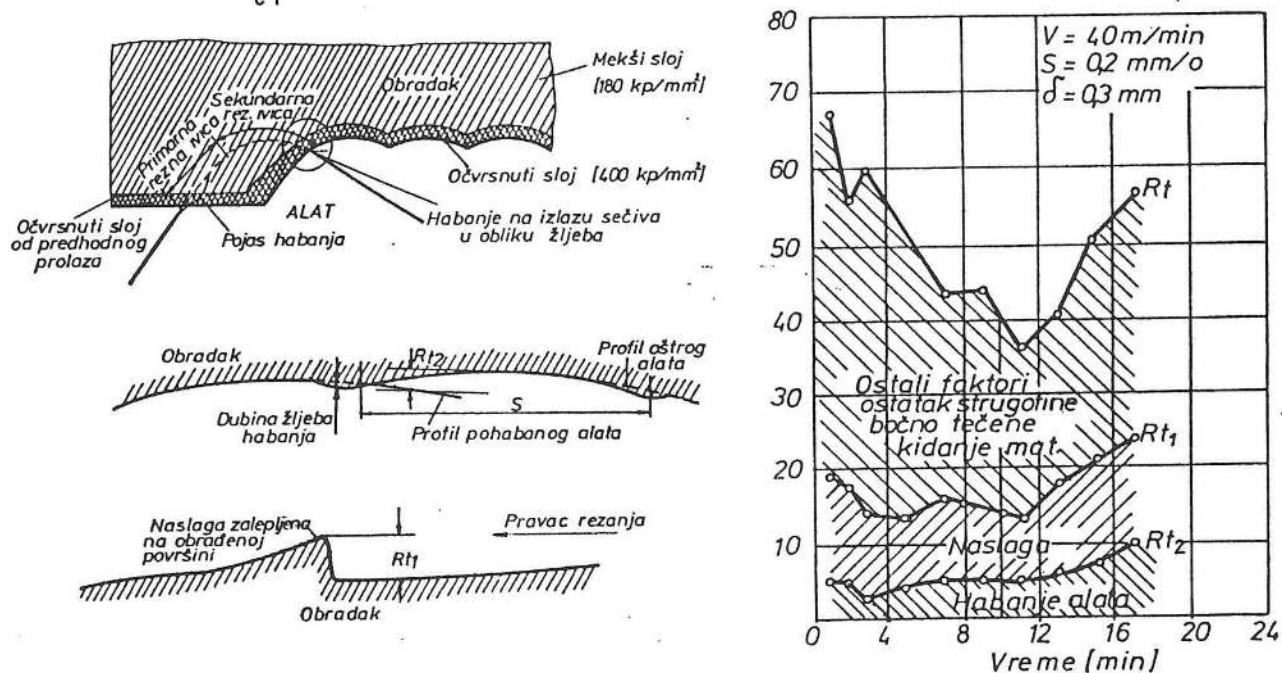 Mekši sloj
[180 kp/mm²]
Obradak
Sekundarna
rez. ivica
Primarna
rezna ivica
Očvrsnuti sloj [400 kp/mm²]
ALAT
Habanje na izlazu sečiva
u obliku žljeba
Očvrsnuti sloj
od predhodnog
prolaza
Pojas habanja
Obradak
Rt2
Profil oštrog
alata
Dubina žljeba
habanja
S
Profil pohabanog alata
Naslaga zalepljena
na obrađenoj
površini
Rt1
Pravac rezanja
Obradak
80
70
60
50
40
30
20
10
V = 40 m/min
S = 0,2 mm/o
δ = 0,3 mm
Rt
Ostali faktori
ostatak strugotine
bočno tečene
kidanje mat.
Rt1
Naslaga
Rt2
Habanje alata
0 4 8 12 16 20 24
Vreme [min]